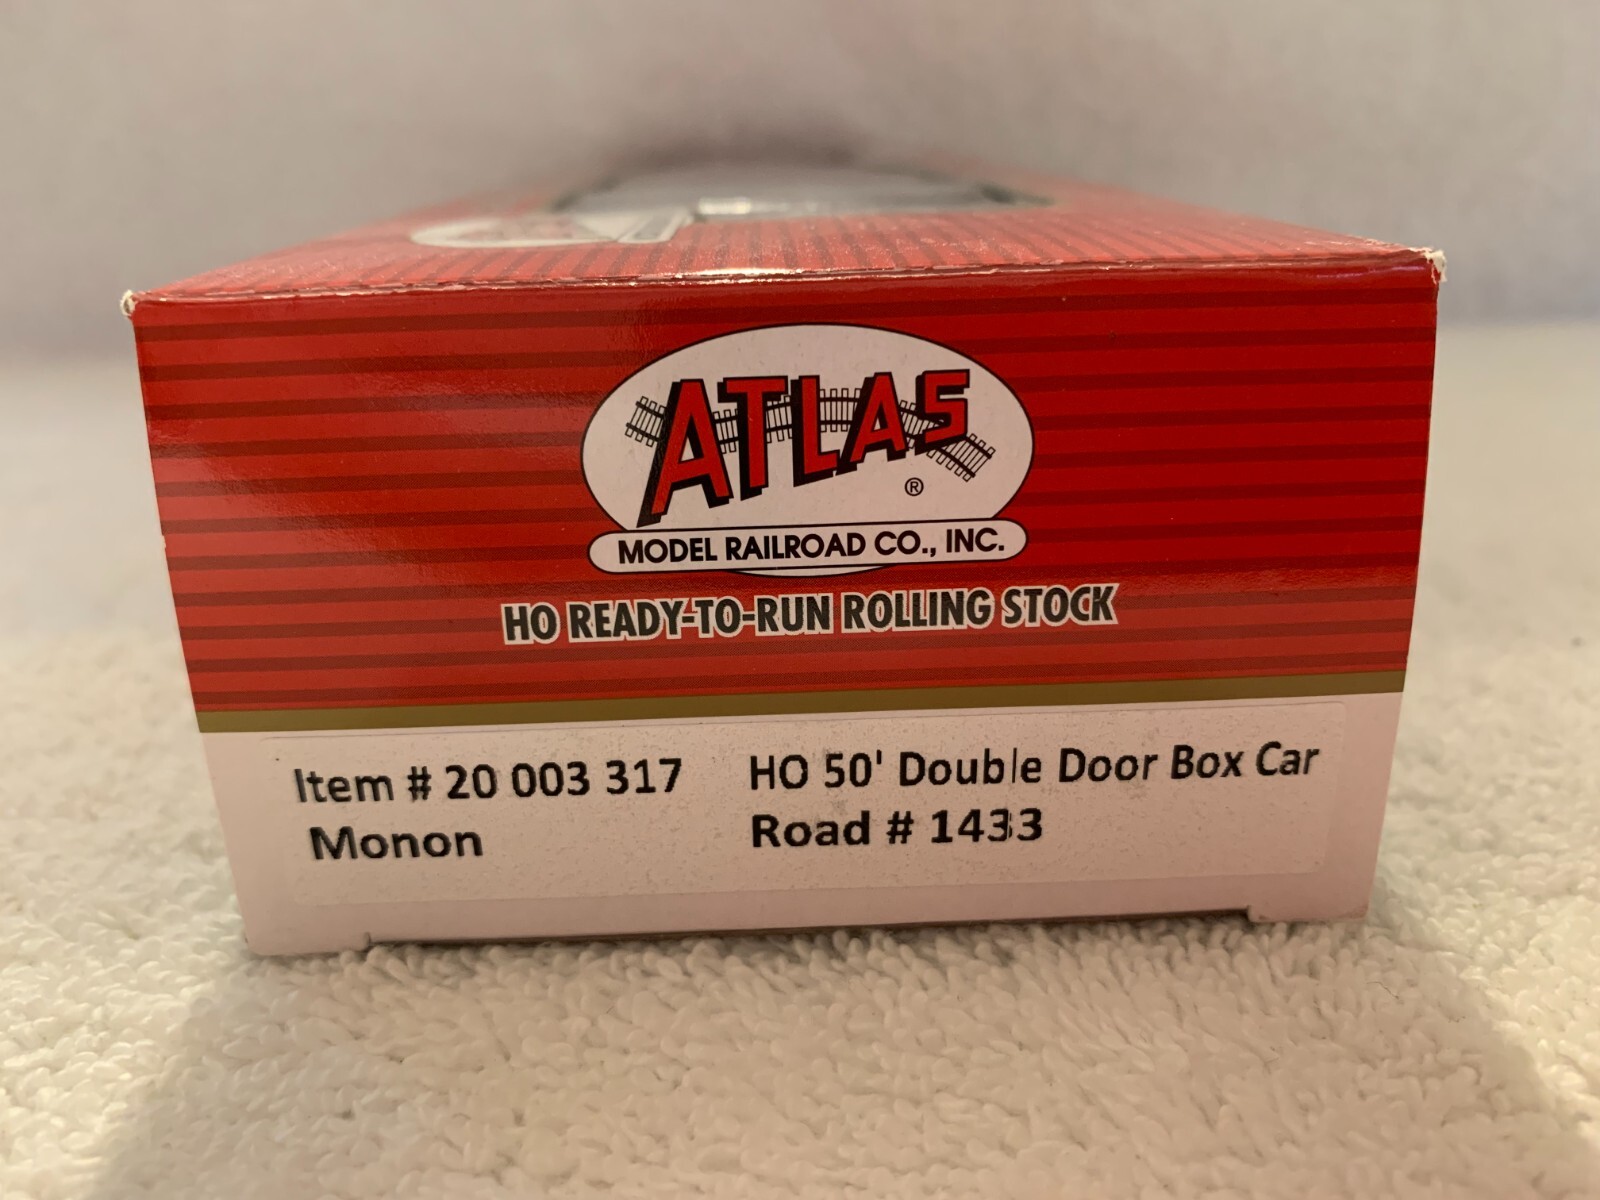 ATLAS
®
MODEL RAILROAD CO., INC.
HO READY-TO-RUN ROLLING STOCK
Item # 20 003 317 HO 50' Double Door Box Car
Monon Road # 1433